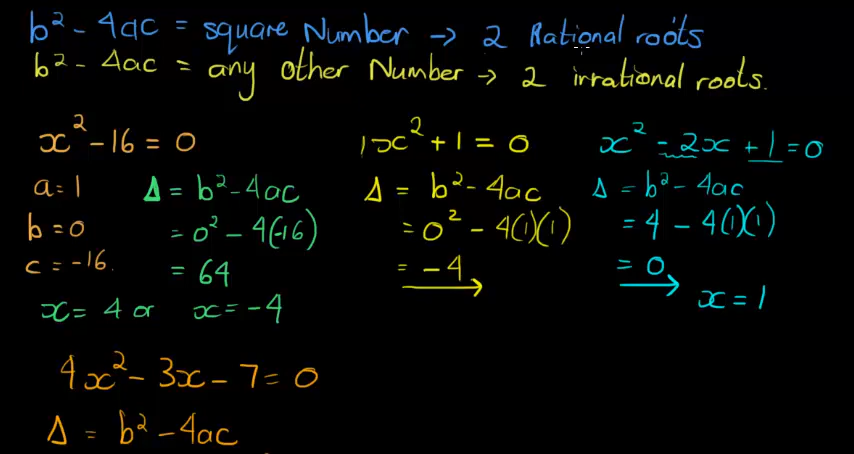 b² - 4ac = square Number → 2 Rational roots
b² - 4ac = any other Number → 2 irrational roots.
x² - 16 = 0
a = 1
b = 0
c = -16.
Δ = b² - 4ac
= 0² - 4(-16)
= 64
x = 4 or x = -4
1x² + 1 = 0
Δ = b² - 4ac
= 0² - 4(1)(1)
= -4
x² - 2x + 1 = 0
Δ = b² - 4ac
= 4 - 4(1)(1)
= 0
x = 1
4x² - 3x - 7 = 0
Δ = b² - 4ac